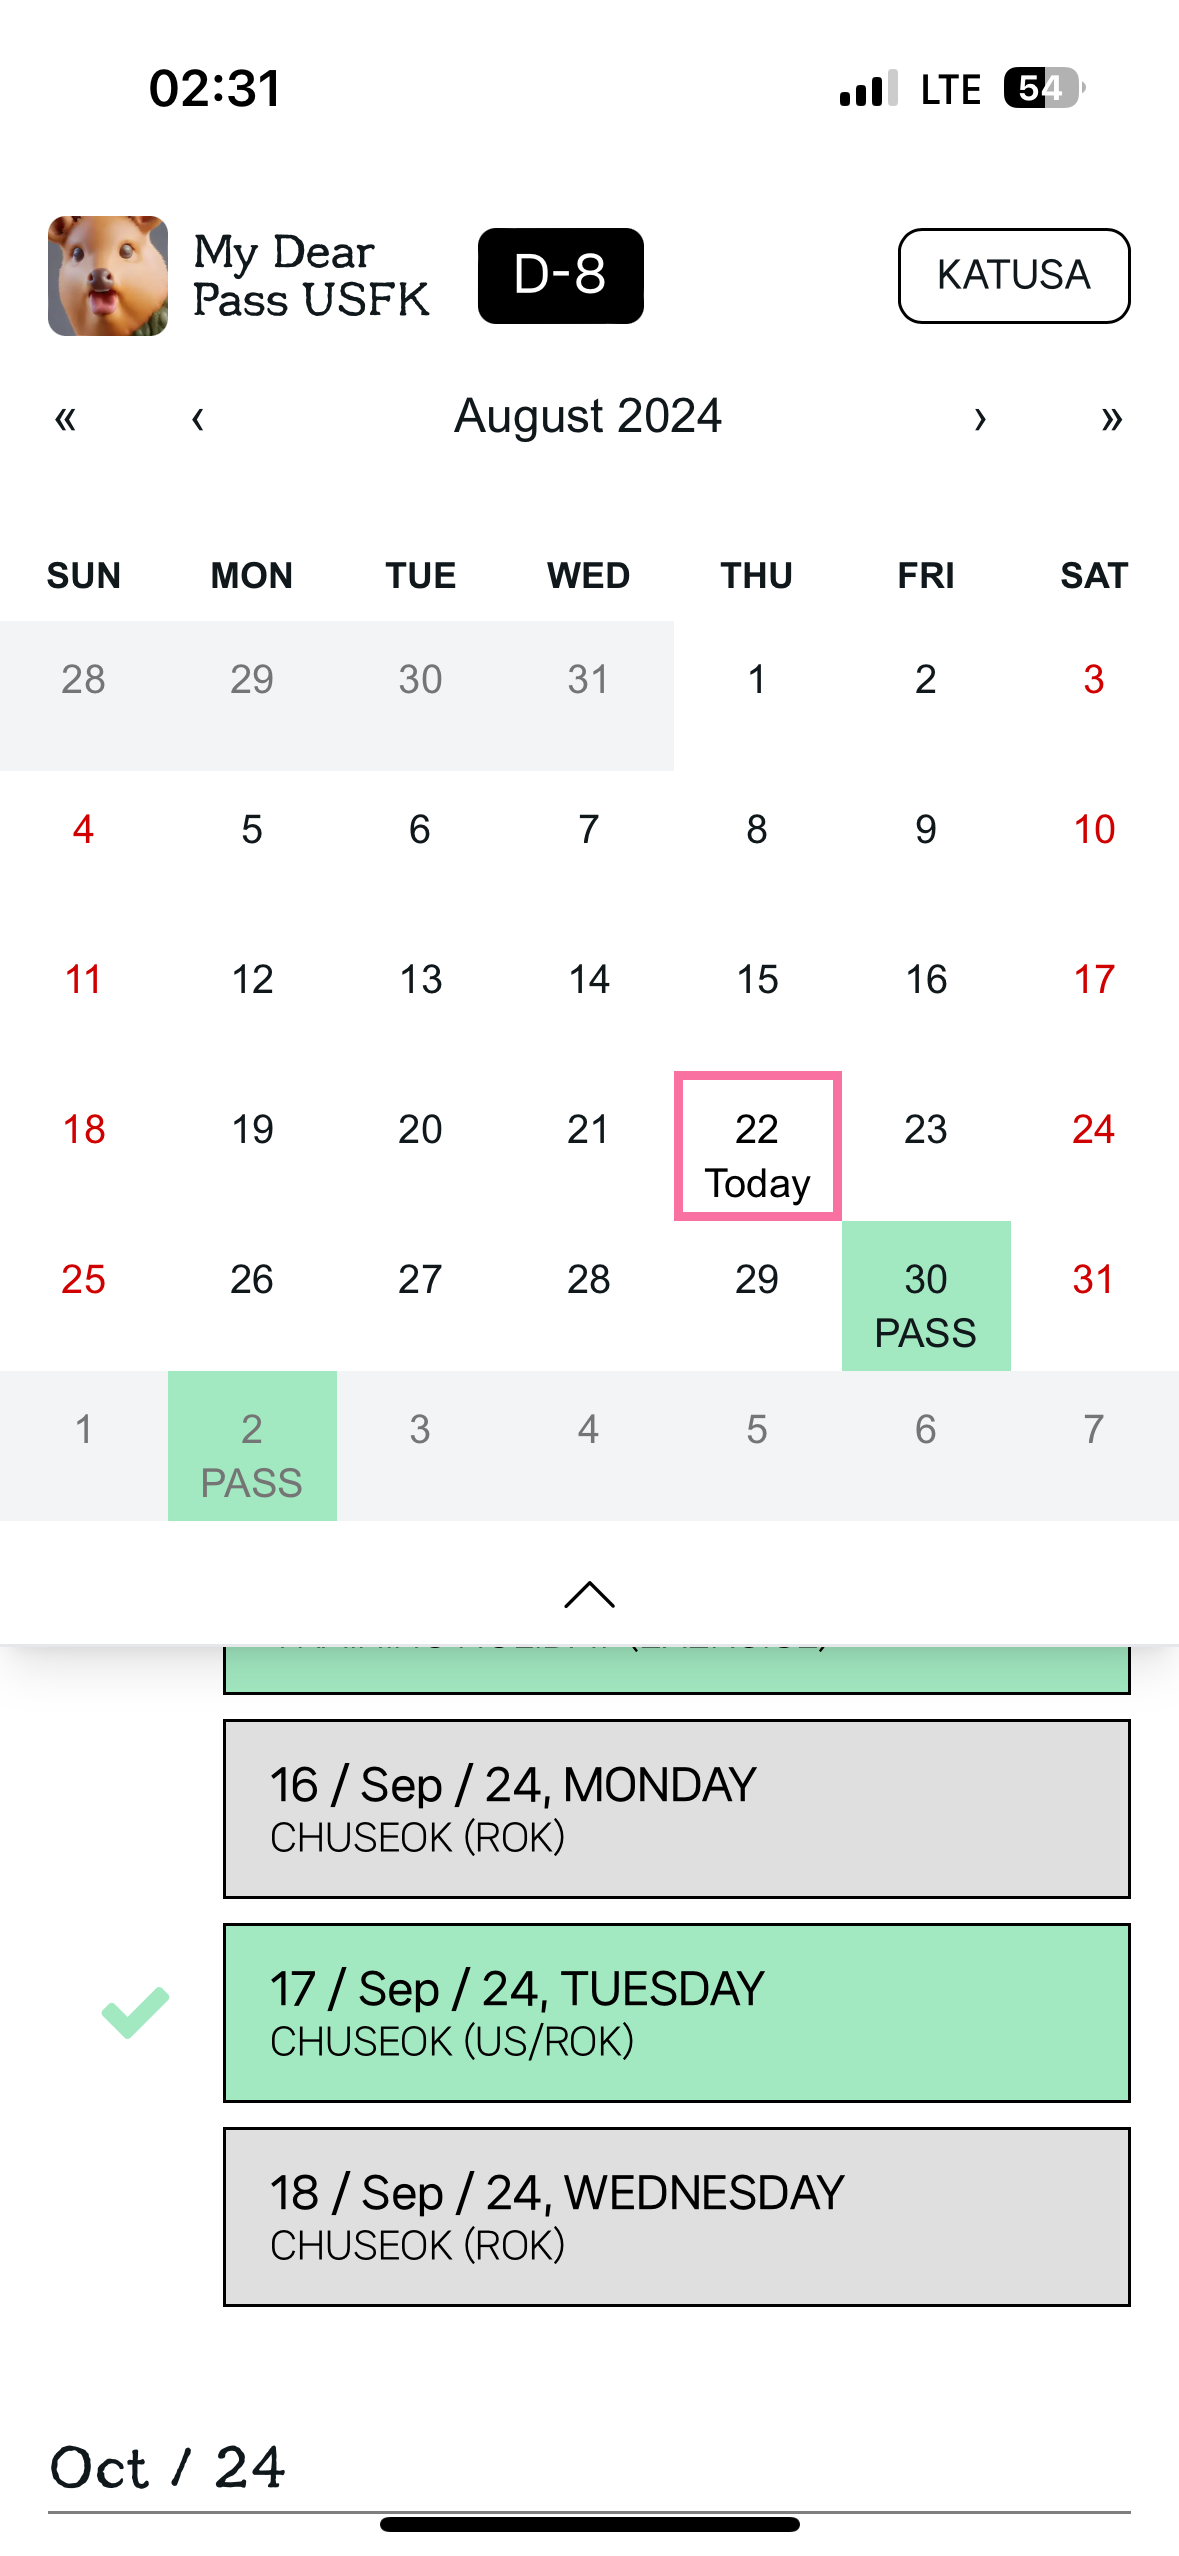 02:31
LTE 54
My Dear
Pass USFK
D-8
KATUSA
« ‹ August 2024 › »
SUN MON TUE WED THU FRI SAT
28 29 30 31 1 2 3
4 5 6 7 8 9 10
11 12 13 14 15 16 17
18 19 20 21 22 23 24
Today
25 26 27 28 29 30 31
PASS
1 2 3 4 5 6 7
PASS
16 / Sep / 24, MONDAY
CHUSEOK (ROK)
17 / Sep / 24, TUESDAY
CHUSEOK (US/ROK)
18 / Sep / 24, WEDNESDAY
CHUSEOK (ROK)
Oct / 24